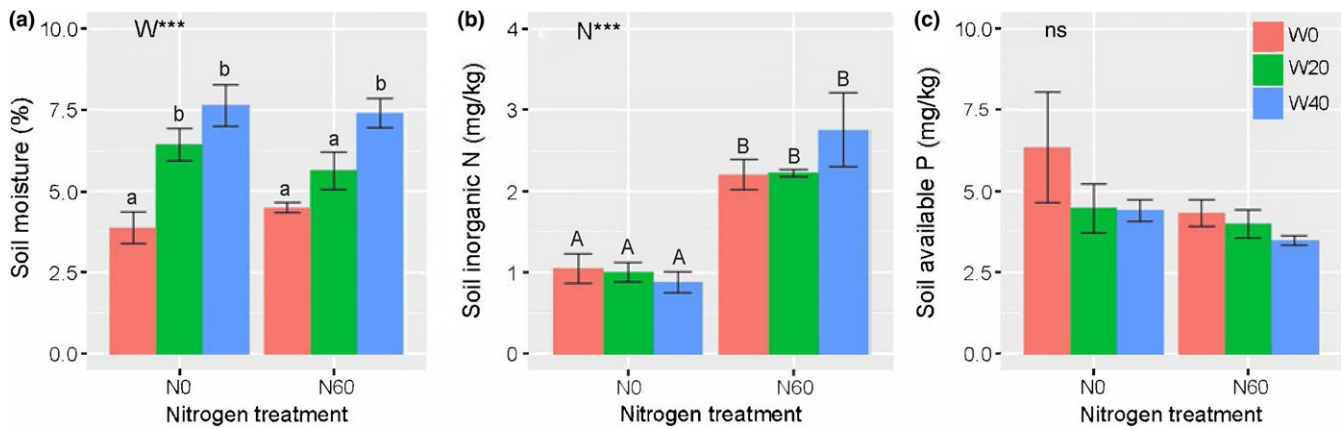 (a)
W***
Soil moisture (%)
10.0
7.5
5.0
2.5
0.0
a
b
b
a
a
b
N0
N60
Nitrogen treatment
(b)
N***
Soil inorganic N (mg/kg)
4
3
2
1
0
A
A
A
B
B
B
N0
N60
Nitrogen treatment
(c)
ns
Soil available P (mg/kg)
10.0
7.5
5.0
2.5
0.0
W0
W20
W40
N0
N60
Nitrogen treatment